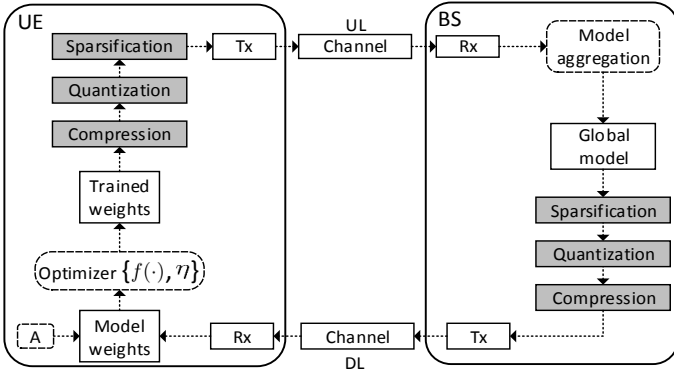 UE
Sparsification
Tx
UL
Channel
BS
Rx
Model
aggregation
Quantization
Compression
Global
model
Trained
weights
Sparsification
Quantization
Optimizer {f(·), η}
Compression
A
Model
weights
Rx
Channel
DL
Tx